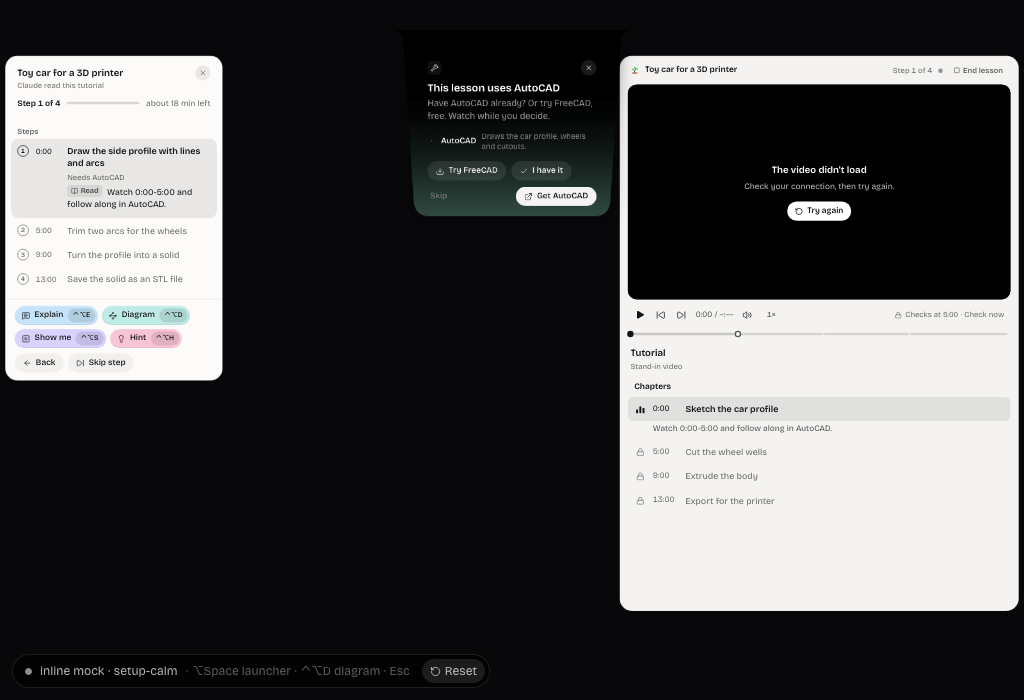 Toy car for a 3D printer
Claude read this tutorial
Step 1 of 4 about 18 min left
Steps
1 0:00 Draw the side profile with lines
and arcs
Needs AutoCAD
Read Watch 0:00-5:00 and
follow along in AutoCAD.
2 5:00 Trim two arcs for the wheels
3 9:00 Turn the profile into a solid
4 13:00 Save the solid as an STL file
Explain ^⌥E Diagram ^⌥D
Show me ^⌥S Hint ^⌥H
Back Skip step
This lesson uses AutoCAD
Have AutoCAD already? Or try FreeCAD,
free. Watch while you decide.
· AutoCAD Draws the car profile, wheels
and cutouts.
Try FreeCAD I have it
Skip Get AutoCAD
Toy car for a 3D printer Step 1 of 4 End lesson
The video didn't load
Check your connection, then try again.
Try again
0:00 / –:–– 1× Checks at 5:00 · Check now
Tutorial
Stand-in video
Chapters
0:00 Sketch the car profile
Watch 0:00-5:00 and follow along in AutoCAD.
5:00 Cut the wheel wells
9:00 Extrude the body
13:00 Export for the printer
inline mock · setup-calm · ⌥Space launcher · ^⌥D diagram · Esc Reset